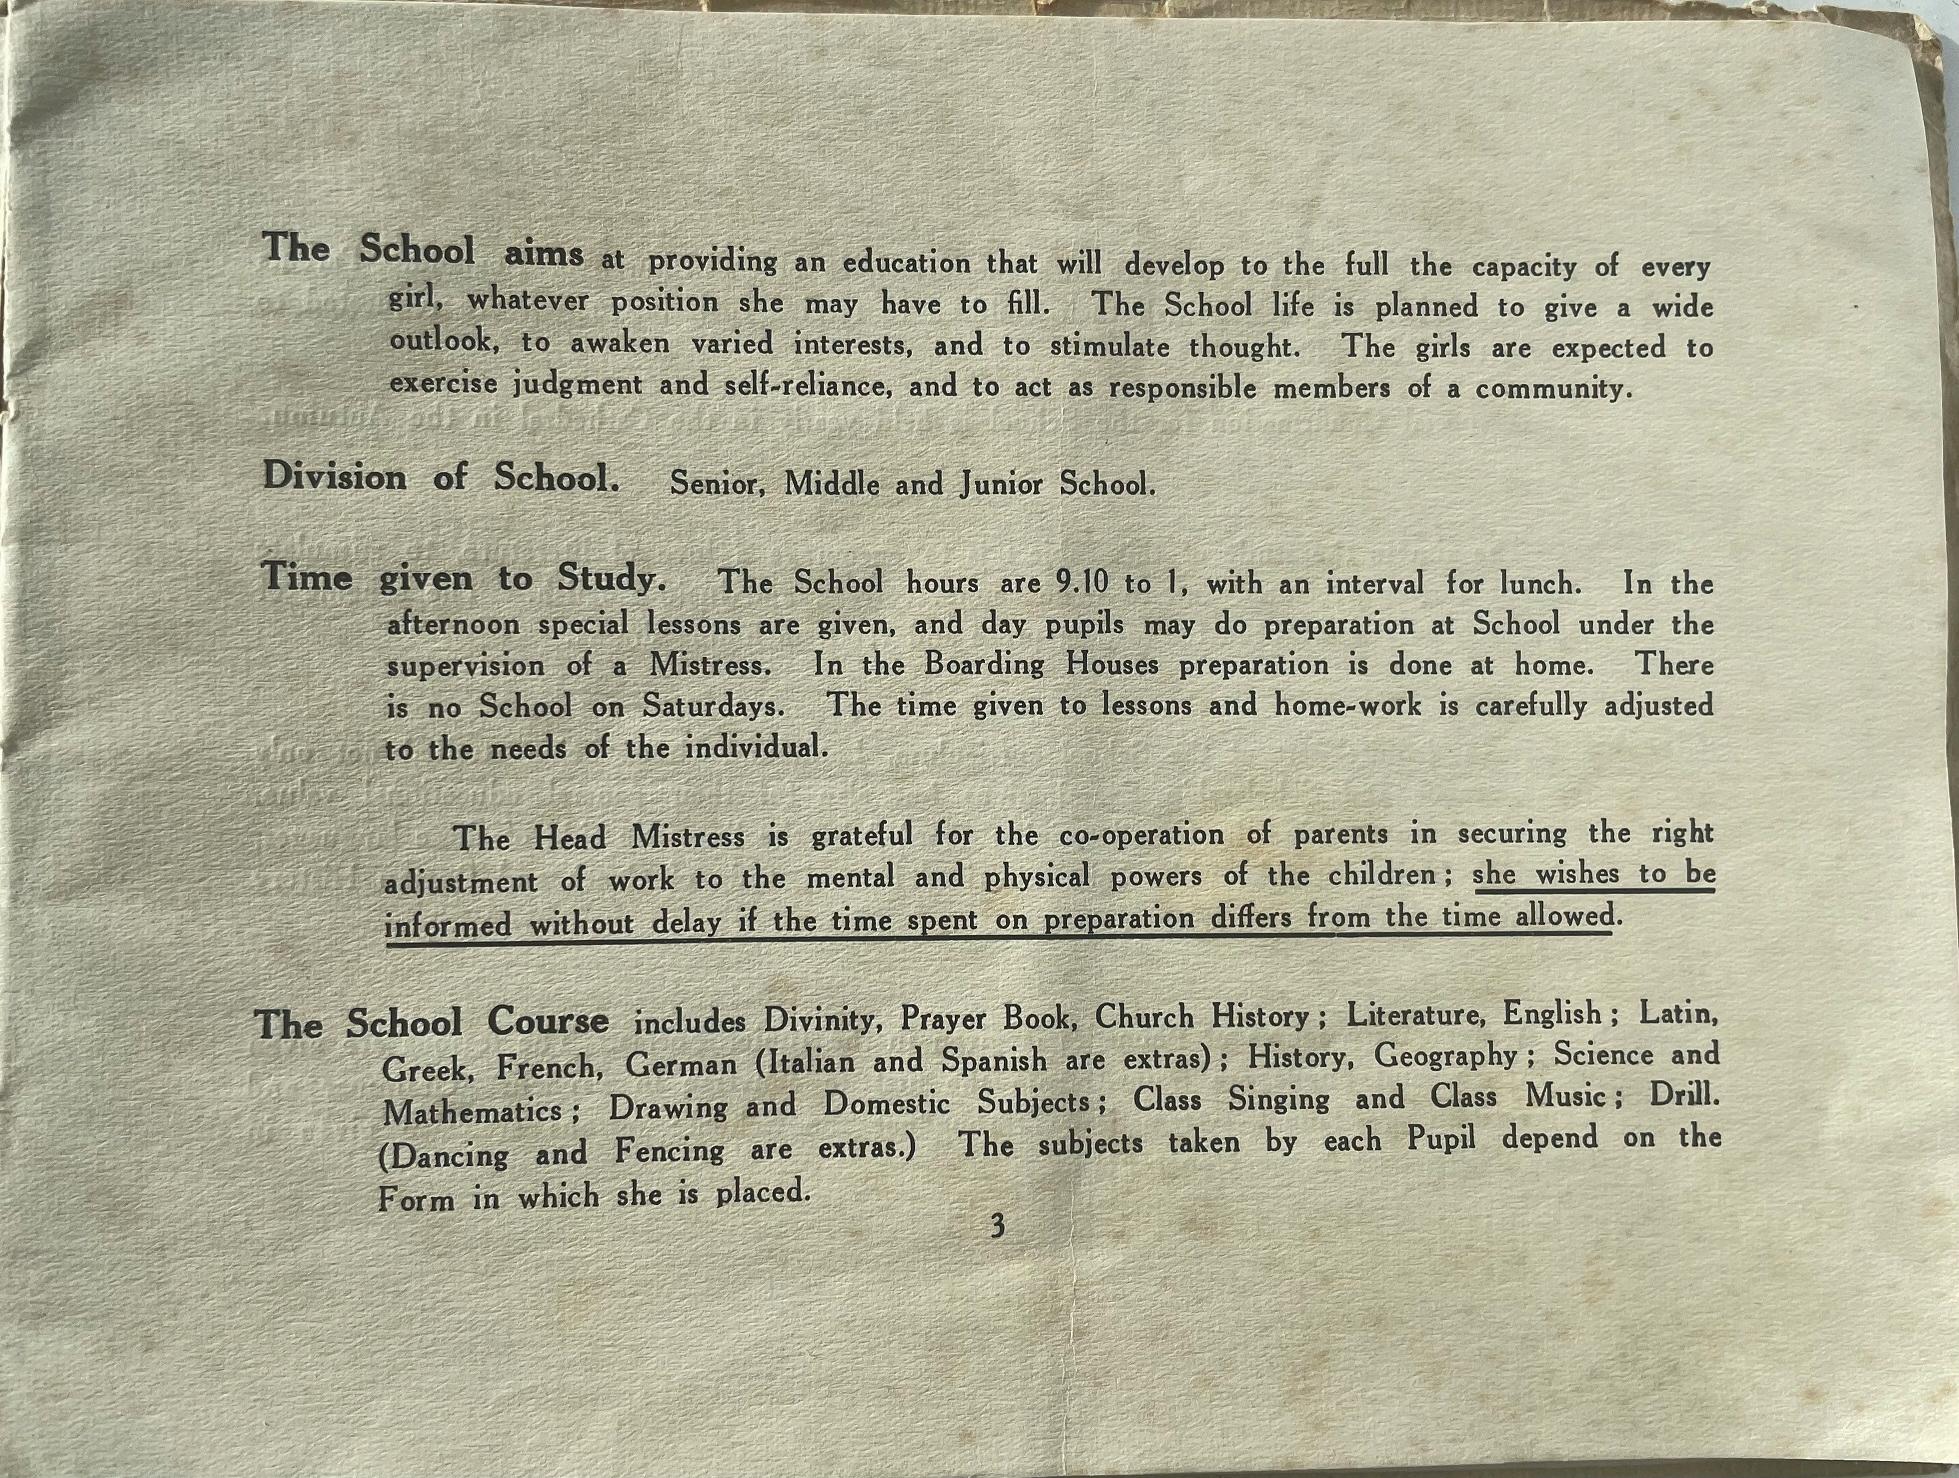 The School aims at providing an education that will develop to the full the capacity of every
girl, whatever position she may have to fill. The School life is planned to give a wide
outlook, to awaken varied interests, and to stimulate thought. The girls are expected to
exercise judgment and self-reliance, and to act as responsible members of a community.
Division of School. Senior, Middle and Junior School.
Time given to Study. The School hours are 9.10 to 1, with an interval for lunch. In the
afternoon special lessons are given, and day pupils may do preparation at School under the
supervision of a Mistress. In the Boarding Houses preparation is done at home. There
is no School on Saturdays. The time given to lessons and home-work is carefully adjusted
to the needs of the individual.
The Head Mistress is grateful for the co-operation of parents in securing the right
adjustment of work to the mental and physical powers of the children; she wishes to be
informed without delay if the time spent on preparation differs from the time allowed.
The School Course includes Divinity, Prayer Book, Church History; Literature, English; Latin,
Greek, French, German (Italian and Spanish are extras); History, Geography; Science and
Mathematics; Drawing and Domestic Subjects; Class Singing and Class Music; Drill.
(Dancing and Fencing are extras.) The subjects taken by each Pupil depend on the
Form in which she is placed.
3